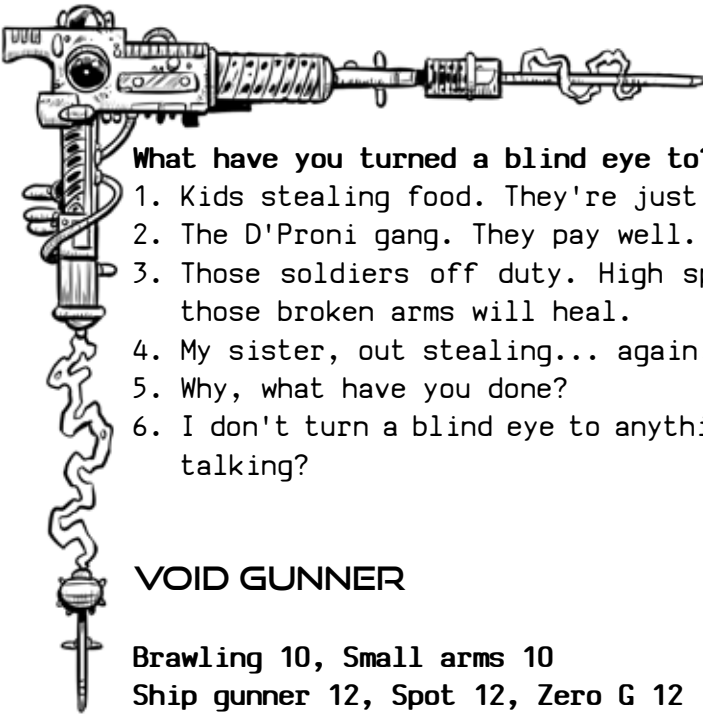 What have you turned a blind eye to?
1. Kids stealing food. They're just
2. The D'Proni gang. They pay well.
3. Those soldiers off duty. High sp
those broken arms will heal.
4. My sister, out stealing... again
5. Why, what have you done?
6. I don't turn a blind eye to anythi
talking?
VOID GUNNER
Brawling 10, Small arms 10
Ship gunner 12, Spot 12, Zero G 12